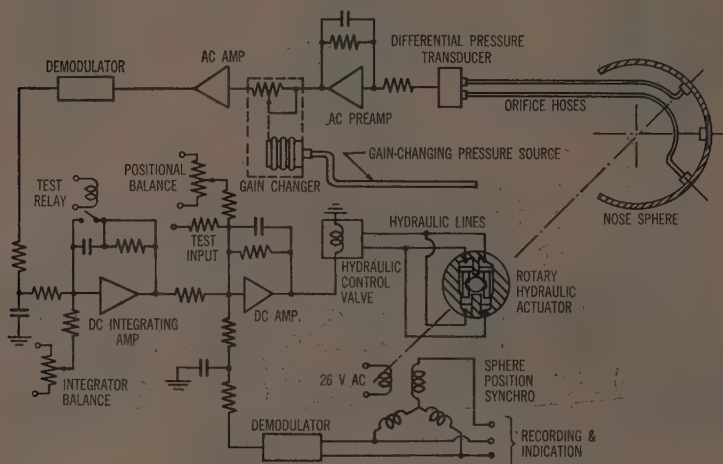 DIFFERENTIAL PRESSURE
TRANSDUCER
AC AMP
DEMODULATOR
AC PREAMP
ORIFICE HOSES
GAIN-CHANGING PRESSURE SOURCE
GAIN CHANGER
NOSE SPHERE
POSITIONAL
BALANCE
TEST
RELAY
TEST
INPUT
HYDRAULIC LINES
HYDRAULIC
CONTROL
VALVE
ROTARY
HYDRAULIC
ACTUATOR
DC INTEGRATING
AMP
DC AMP.
INTEGRATOR
BALANCE
26 V AC
SPHERE
POSITION
SYNCHRO
DEMODULATOR
RECORDING &
INDICATION